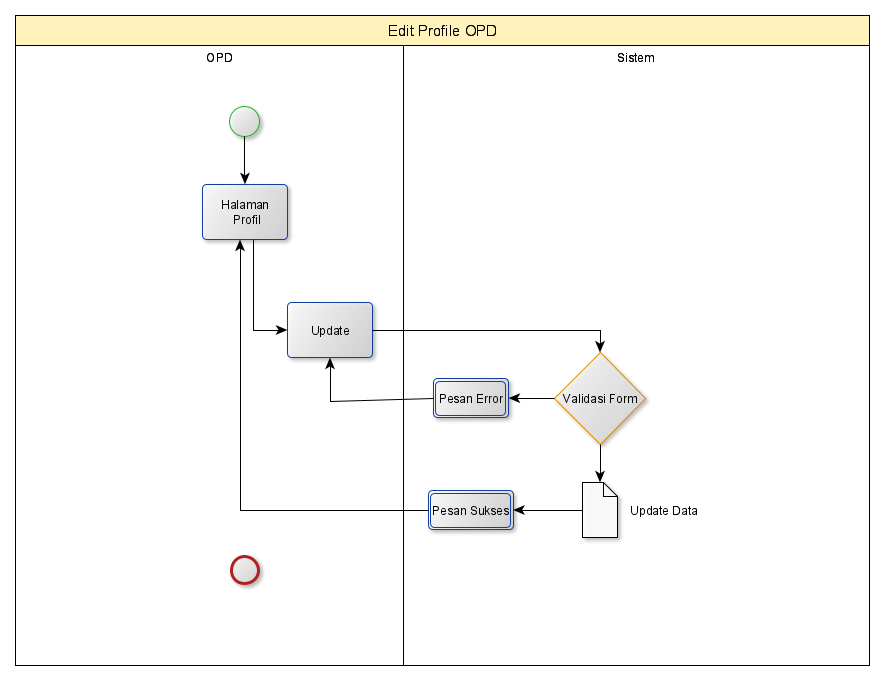 Edit Profile OPD
OPD
Sistem
Halaman
Profil
Update
Validasi Form
Pesan Error
Pesan Sukses
Update Data